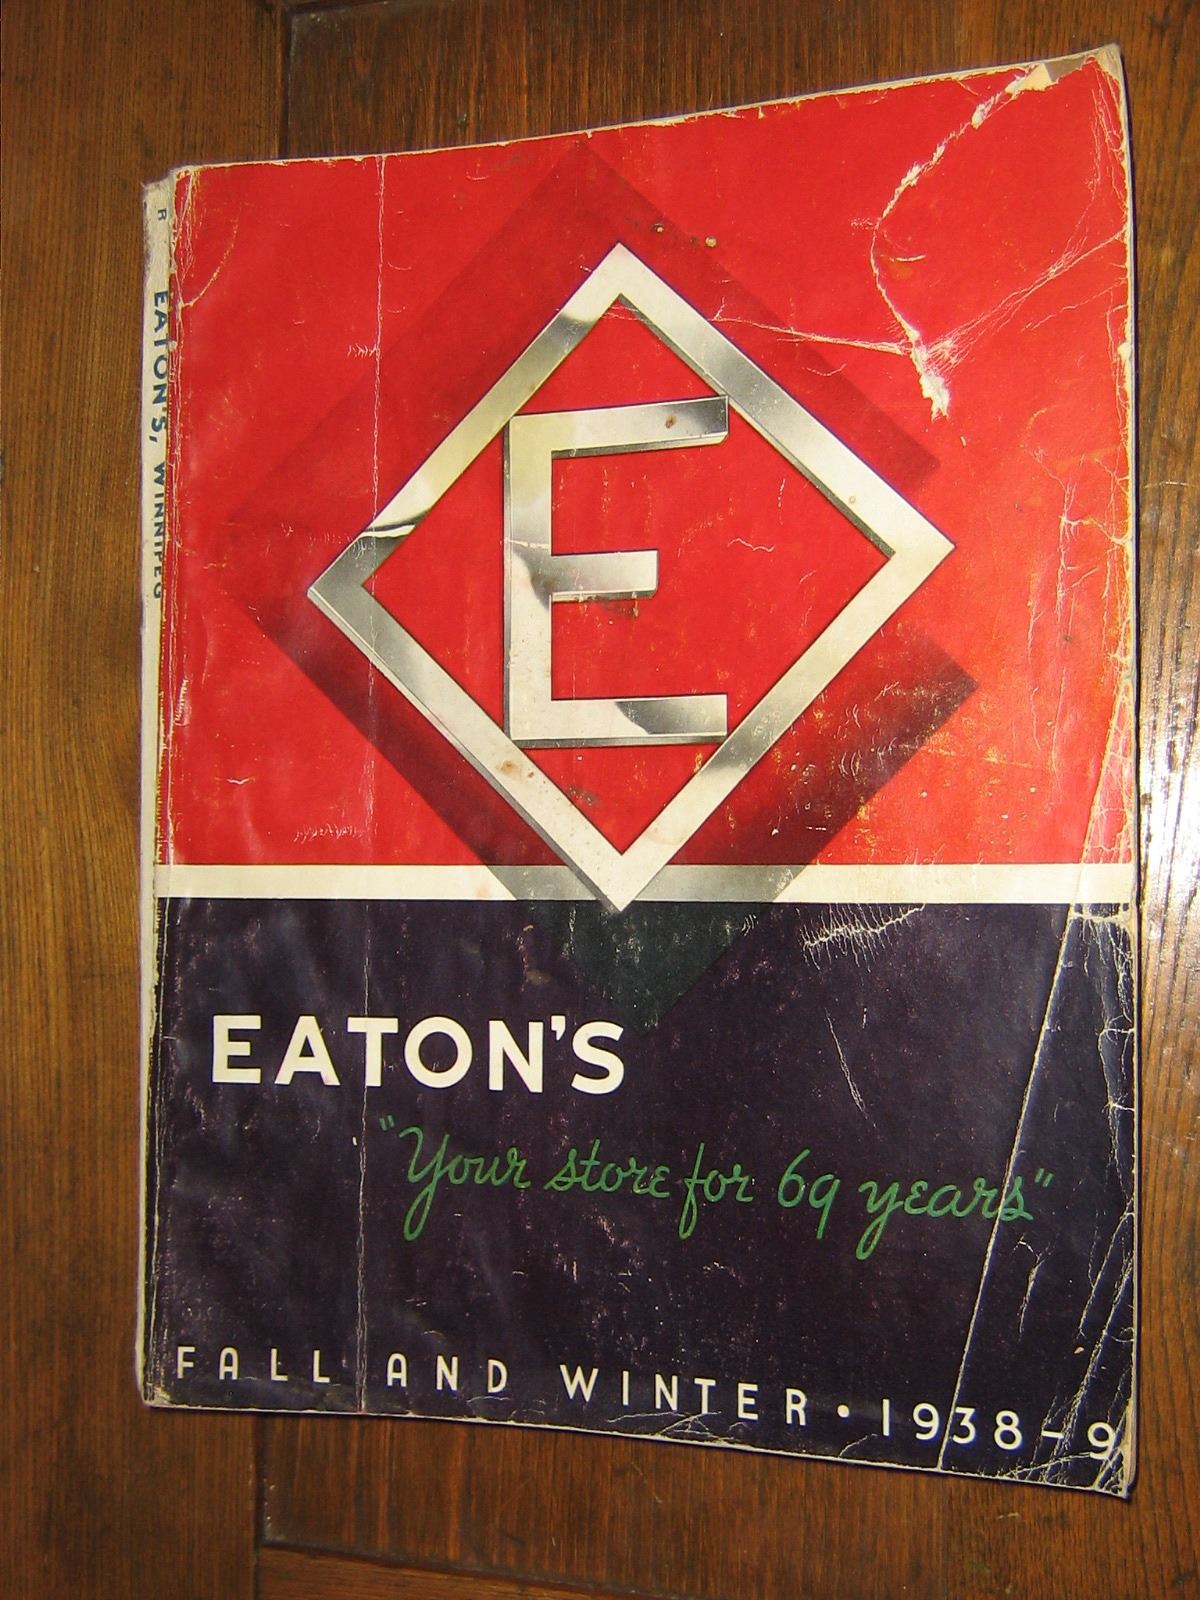 R EATON'S, WINNIPEG
E
EATON'S
"Your store for 69 years"
FALL AND WINTER • 1938-9